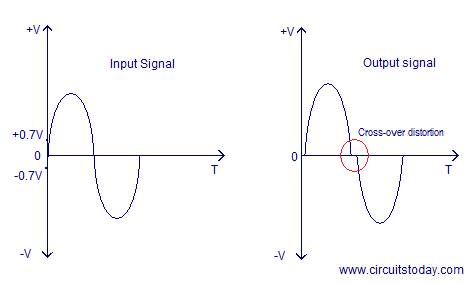 +V
Input Signal
+0.7V
0
-0.7V
T
-V
+V
Output signal
Cross-over distortion
0
T
-V
www.circuitstoday.com